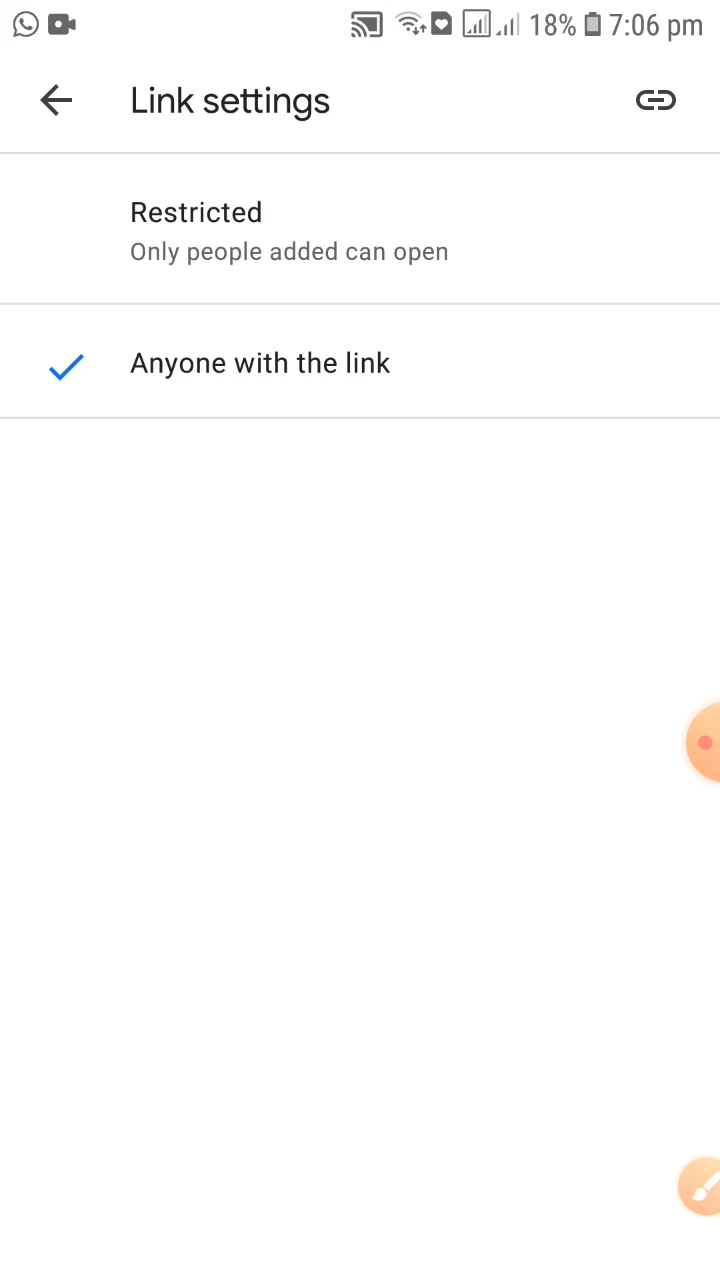 18% 7:06 pm
Link settings
Restricted
Only people added can open
Anyone with the link